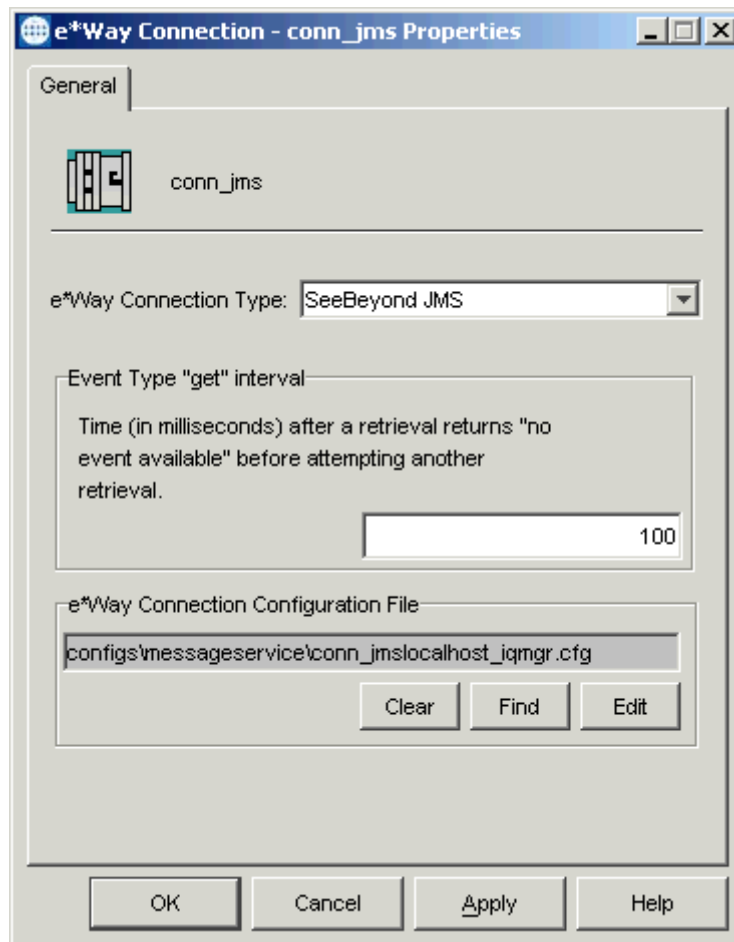 e*Way Connection - conn_jms Properties
General
conn_jms
e*Way Connection Type: SeeBeyond JMS
Event Type "get" interval
Time (in milliseconds) after a retrieval returns "no
event available" before attempting another
retrieval.
100
e*Way Connection Configuration File
configs\messageservice\conn_jmslocalhost_iqmgr.cfg
Clear Find Edit
OK Cancel Apply Help